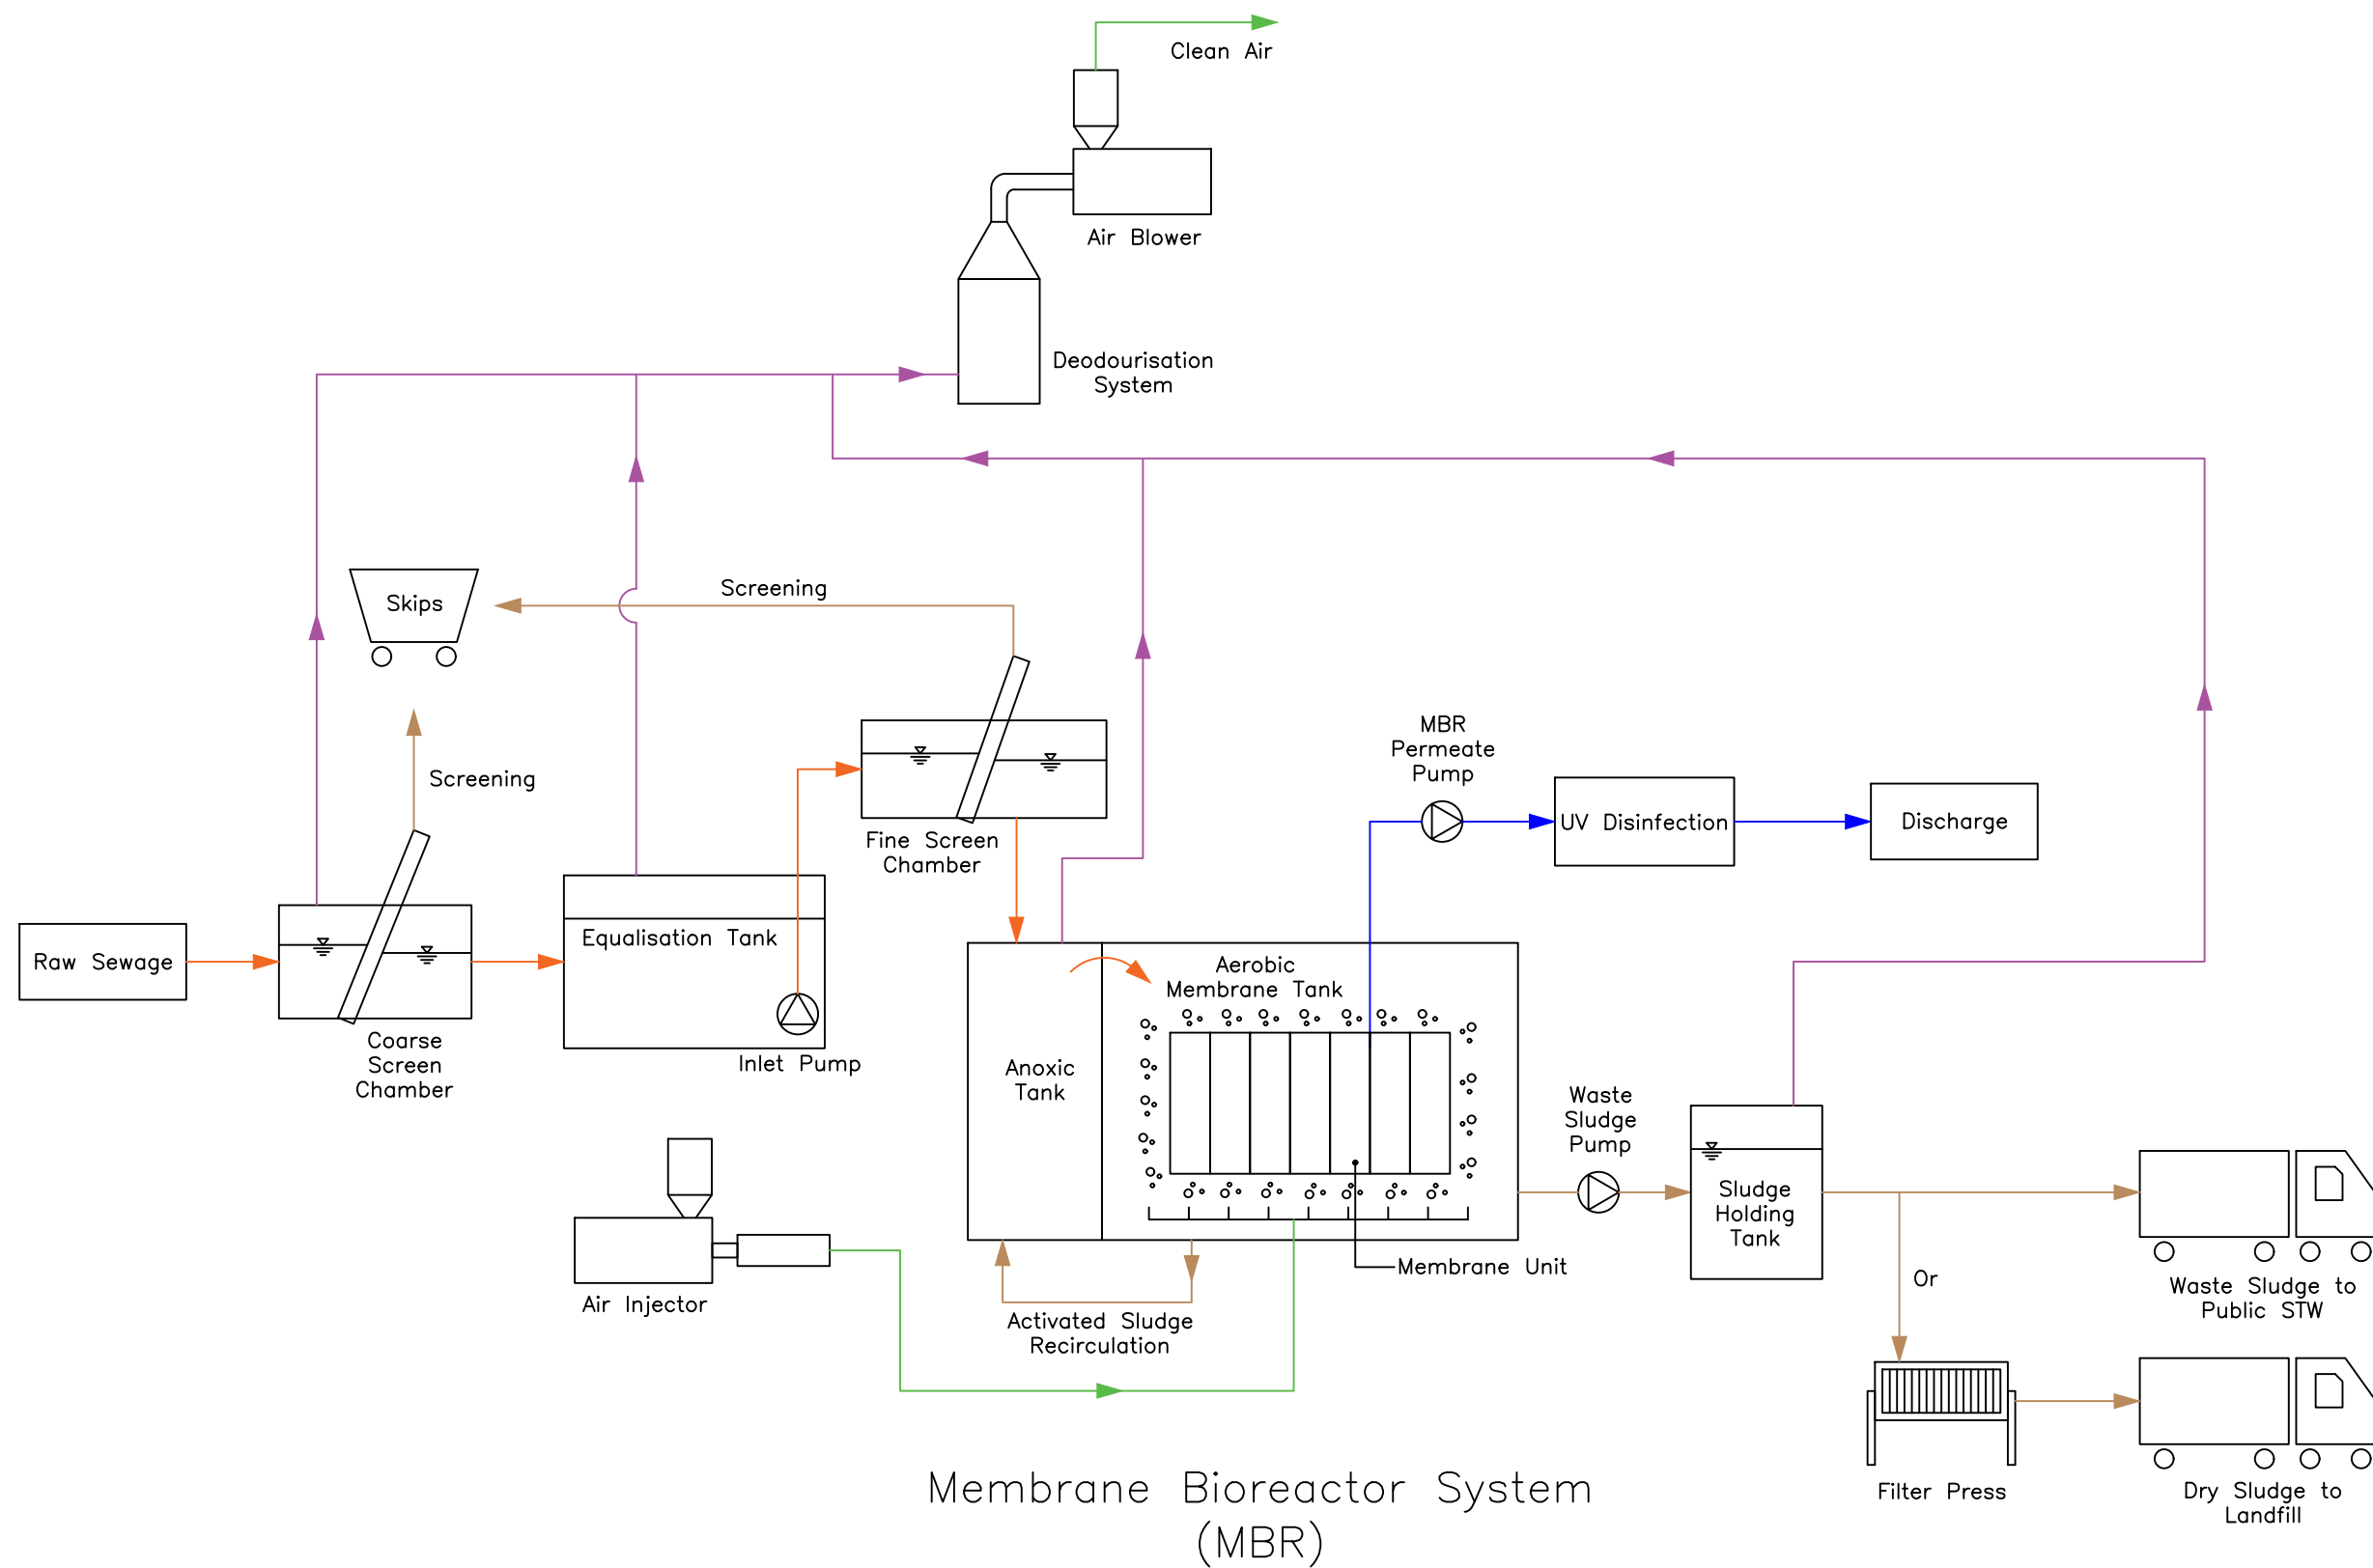 Clean Air
Air Blower
Deodourisation
System
Skips
Screening
Screening
MBR
Permeate
Pump
UV Disinfection
Discharge
Fine Screen
Chamber
Raw Sewage
Equalisation Tank
Coarse
Screen
Chamber
Inlet Pump
Aerobic
Membrane Tank
Anoxic
Tank
Waste
Sludge
Pump
Sludge
Holding
Tank
Membrane Unit
Or
Waste Sludge to
Public STW
Air Injector
Activated Sludge
Recirculation
Filter Press
Dry Sludge to
Landfill
Membrane Bioreactor System
(MBR)